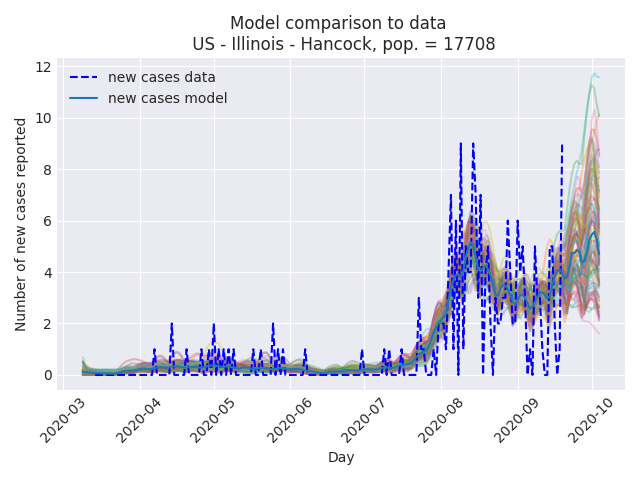 Model comparison to data
US - Illinois - Hancock, pop. = 17708
new cases data
new cases model
Number of new cases reported
12
10
8
6
4
2
0
2020-03
2020-04
2020-05
2020-06
2020-07
2020-08
2020-09
2020-10
Day